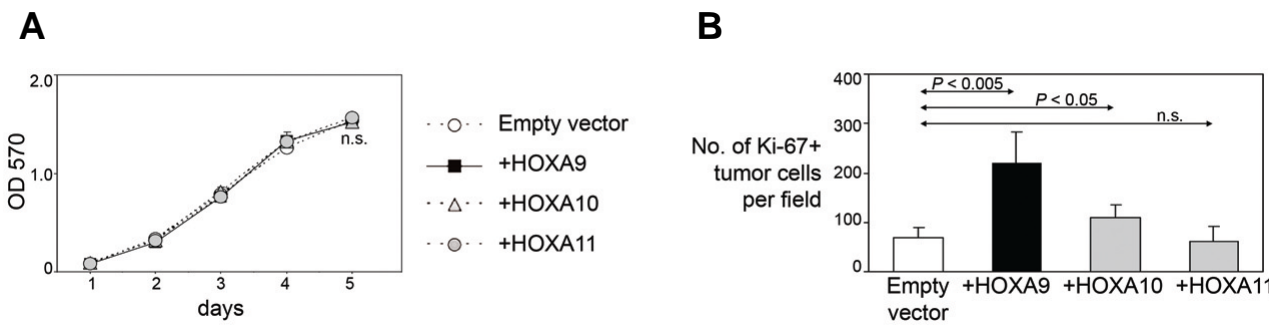 A
2.0
1.0
0
OD 570
n.s.
1 2 3 4 5
days
Empty vector
+HOXA9
+HOXA10
+HOXA11
B
400
300
200
100
0
No. of Ki-67+
tumor cells
per field
P < 0.005
P < 0.05
n.s.
Empty
vector
+HOXA9
+HOXA10
+HOXA11